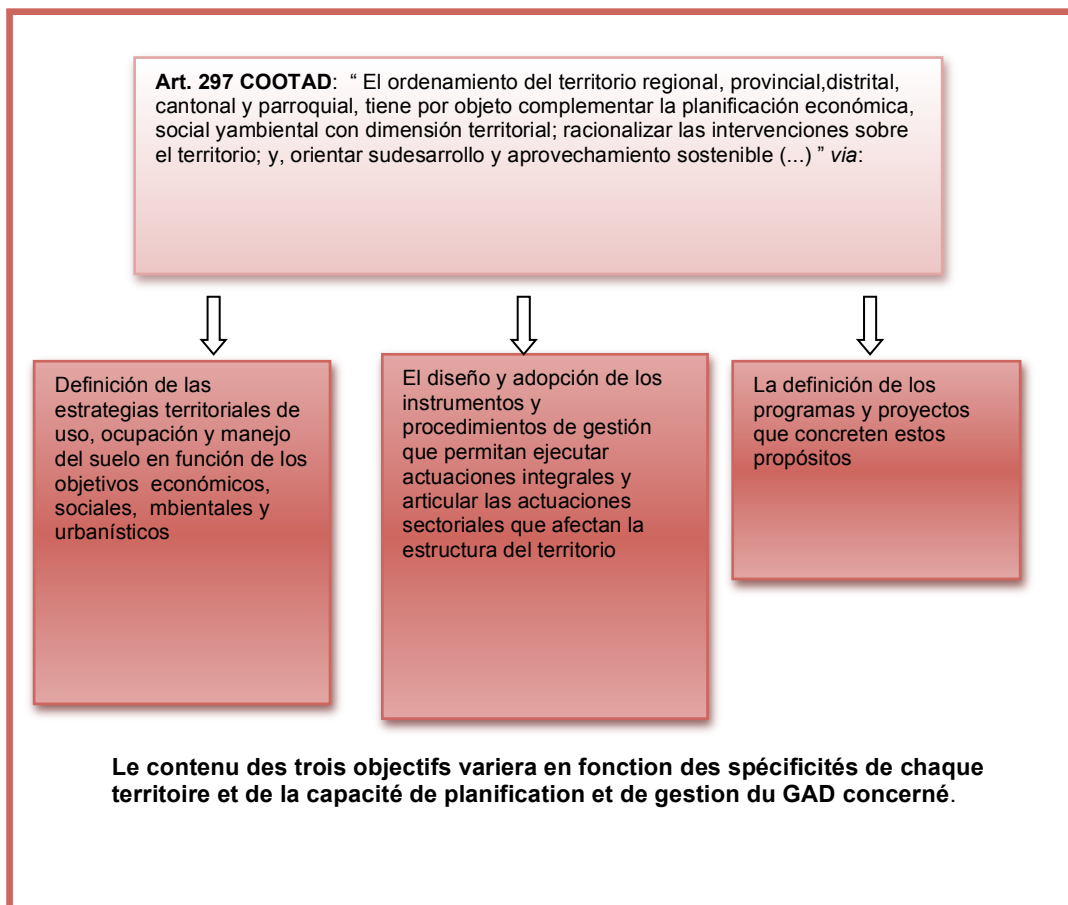 Art. 297 COOTAD: “ El ordenamiento del territorio regional, provincial,distrital,
cantonal y parroquial, tiene por objeto complementar la planificación económica,
social yambiental con dimensión territorial; racionalizar las intervenciones sobre
el territorio; y, orientar sudesarrollo y aprovechamiento sostenible (...) ” via:
Definición de las
estrategias territoriales de
uso, ocupación y manejo
del suelo en función de los
objetivos económicos,
sociales, mbientales y
urbanísticos
El diseño y adopción de los
instrumentos y
procedimientos de gestión
que permitan ejecutar
actuaciones integrales y
articular las actuaciones
sectoriales que afectan la
estructura del territorio
La definición de los
programas y proyectos
que concreten estos
propósitos
Le contenu des trois objectifs variera en fonction des spécificités de chaque
territoire et de la capacité de planification et de gestion du GAD concerné.